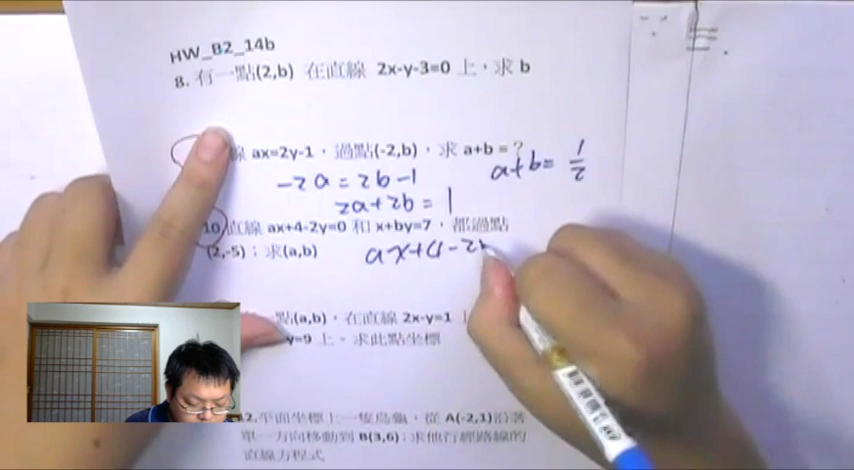 HW_B2_14b
8. 有一點(2,b) 在直線 2x-y-3=0 上，求 b
線 ax=2y-1，過點(-2,b)，求 a+b = ?
-2a = 2b -1
a+b = 1/2
2a+2b = 1
10 直線 ax+4-2y=0 和 x+by=7，都過點
(2,-5)；求(a,b)
ax+4-2
一點(a,b)，在直線 2x-y=1
y=9 上。求此點坐標
12.平面坐標上一隻烏龜，從 A(-2,1)沿著
單一方向移動到 B(3,6)；求他行經路線的
直線方程式